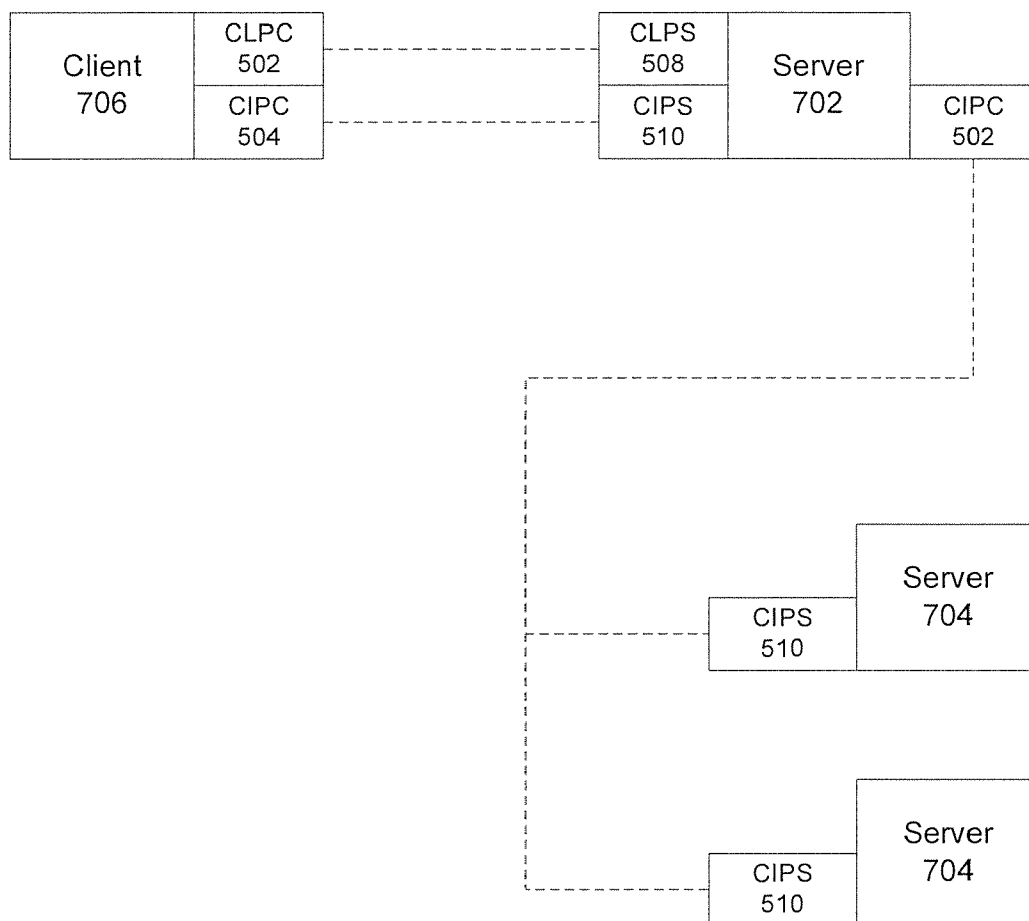 Client
706
CLPC
502
CIPC
504
CLPS
508
CIPS
510
Server
702
CIPC
502
CIPS
510
Server
704
CIPS
510
Server
704